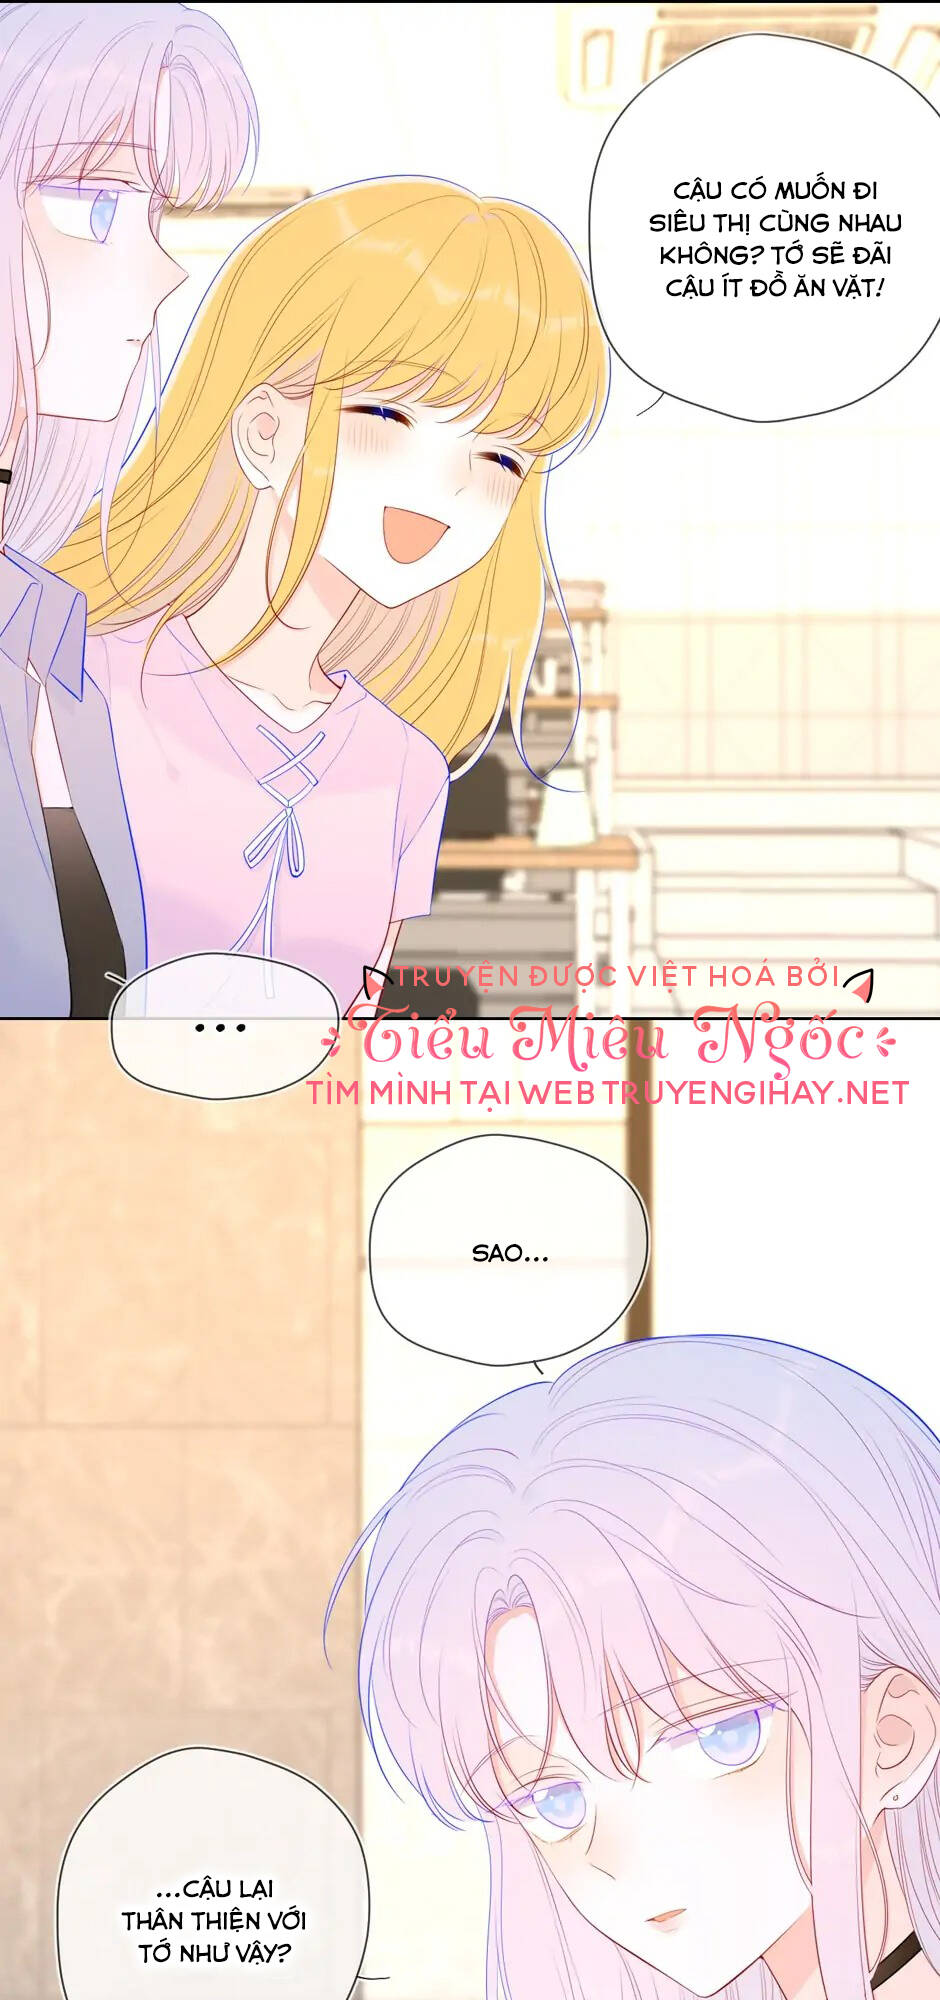 CẬU CÓ MUỐN ĐI
SIÊU THỊ CÙNG NHAU
KHÔNG? TỚ SẼ ĐÃI
CẬU ÍT ĐỒ ĂN VẶT!
...
TRUYỆN ĐƯỢC VIỆT HOÁ BỞI
Tiểu Miêu Ngốc
TÌM MÌNH TẠI WEB TRUYENGIHAY.NET
SAO...
...CẬU LẠI
THÂN THIỆN VỚI
TỚ NHƯ VẬY?